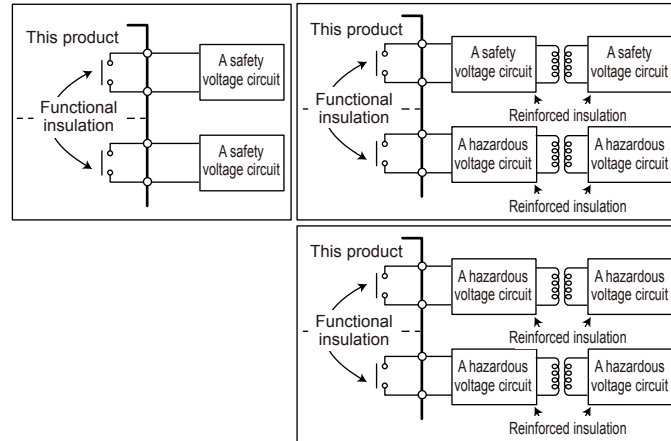 This product
A safety
voltage circuit
Functional
insulation
A safety
voltage circuit
This product
A safety
voltage circuit
A safety
voltage circuit
Functional
insulation
Reinforced insulation
A hazardous
voltage circuit
A hazardous
voltage circuit
Reinforced insulation
This product
A hazardous
voltage circuit
A hazardous
voltage circuit
Functional
insulation
Reinforced insulation
A hazardous
voltage circuit
A hazardous
voltage circuit
Reinforced insulation